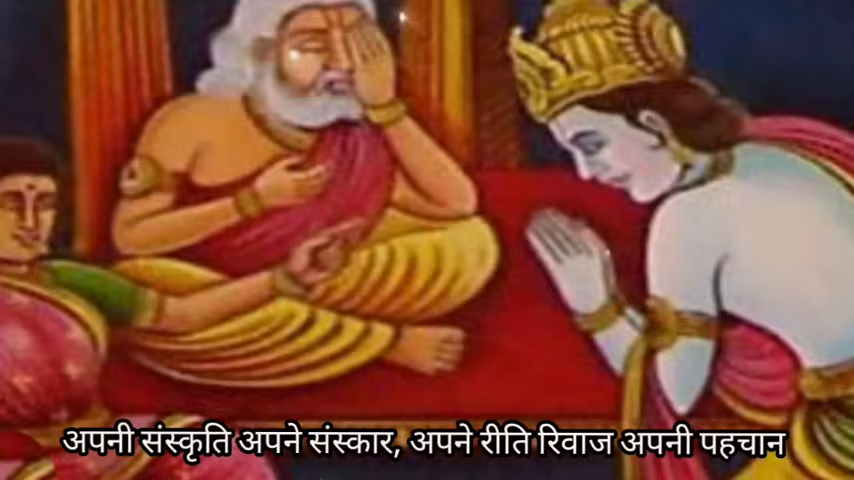 अपनी संस्कृति अपने संस्कार, अपने रीति रिवाज अपनी पहचान